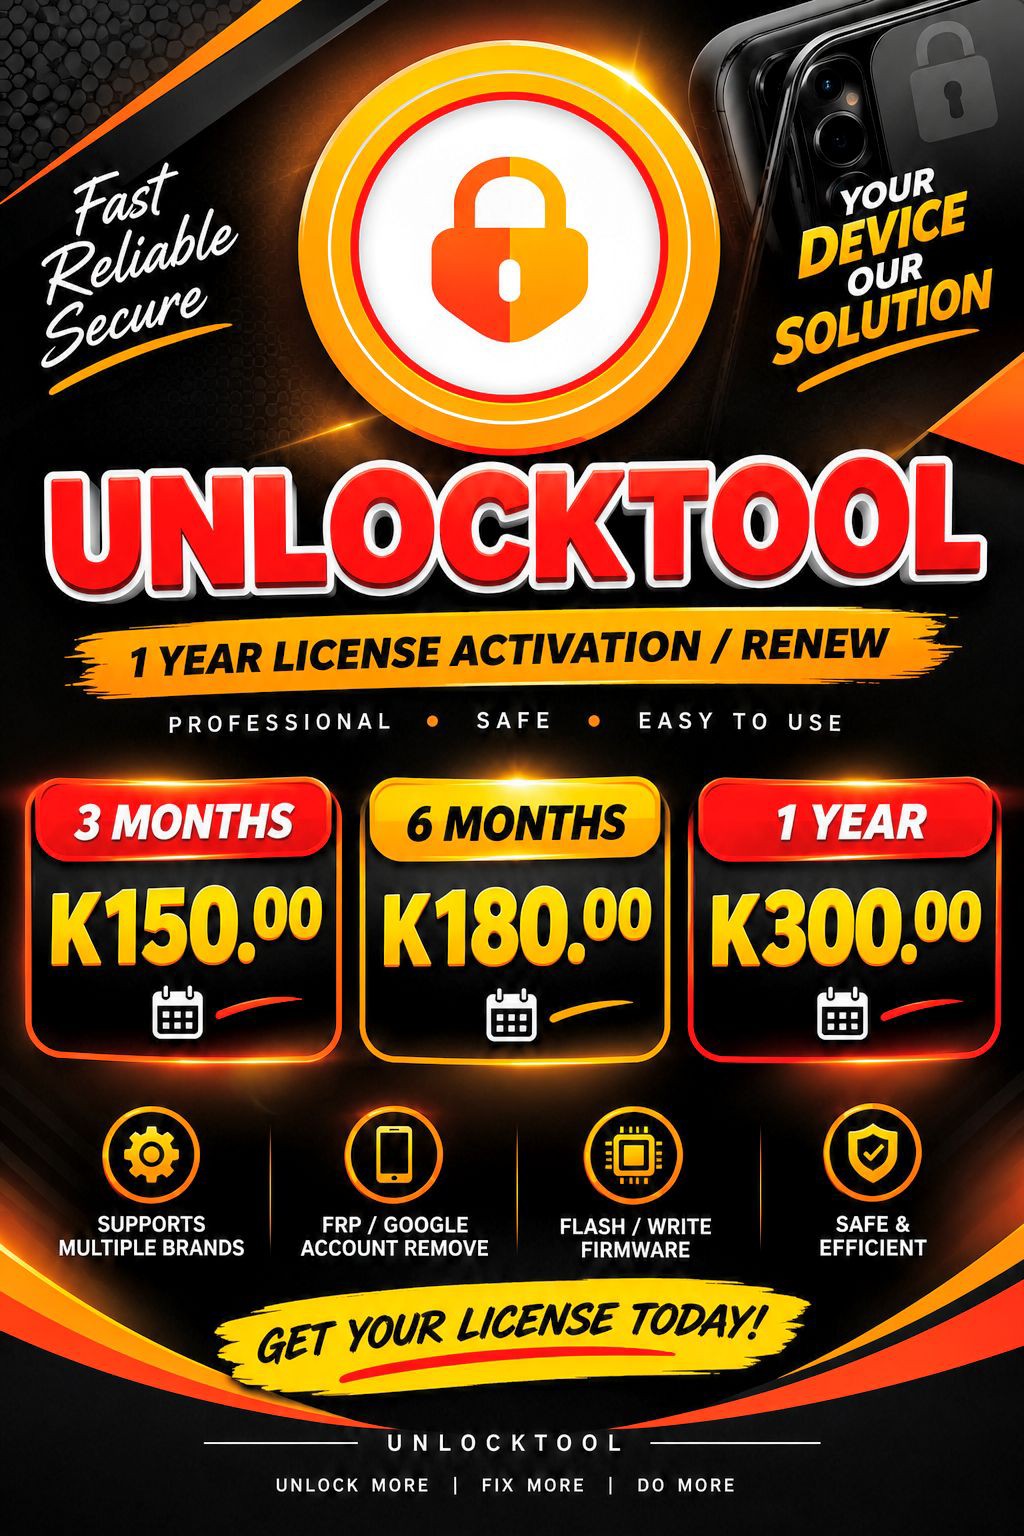 Fast
Reliable
Secure
YOUR
DEVICE
OUR
SOLUTION
UNLOCKTOOL
1 YEAR LICENSE ACTIVATION / RENEW
PROFESSIONAL • SAFE • EASY TO USE
3 MONTHS
K150.00
6 MONTHS
K180.00
1 YEAR
K300.00
SUPPORTS
MULTIPLE BRANDS
FRP / GOOGLE
ACCOUNT REMOVE
FLASH / WRITE
FIRMWARE
SAFE &
EFFICIENT
GET YOUR LICENSE TODAY!
UNLOCKTOOL
UNLOCK MORE | FIX MORE | DO MORE